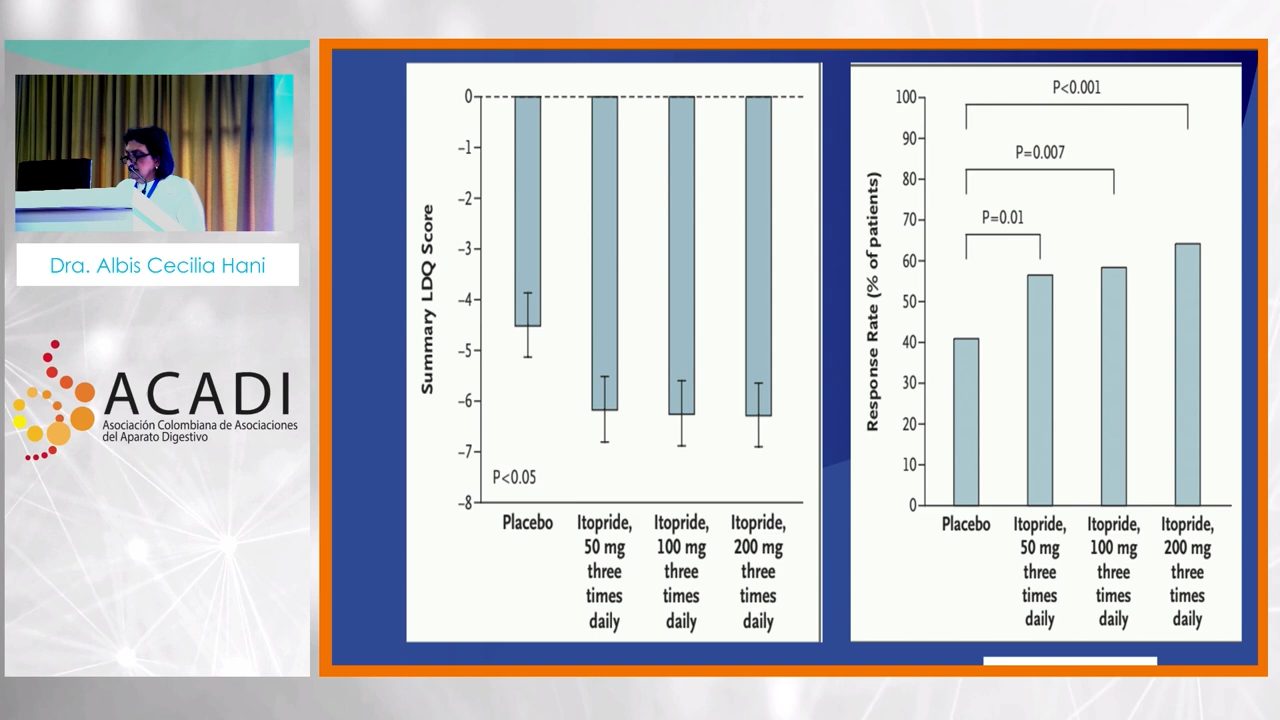 Dra. Albis Cecilia Hani
ACADI
Asociación Colombiana de Asociaciones
del Aparato Digestivo
Summary LDQ Score
0
–1
–2
–3
–4
–5
–6
–7
–8
P<0.05
Placebo
Itopride,
50 mg
three
times
daily
Itopride,
100 mg
three
times
daily
Itopride,
200 mg
three
times
daily
Response Rate (% of patients)
100
90
80
70
60
50
40
30
20
10
0
P<0.001
P=0.007
P=0.01
Placebo
Itopride,
50 mg
three
times
daily
Itopride,
100 mg
three
times
daily
Itopride,
200 mg
three
times
daily